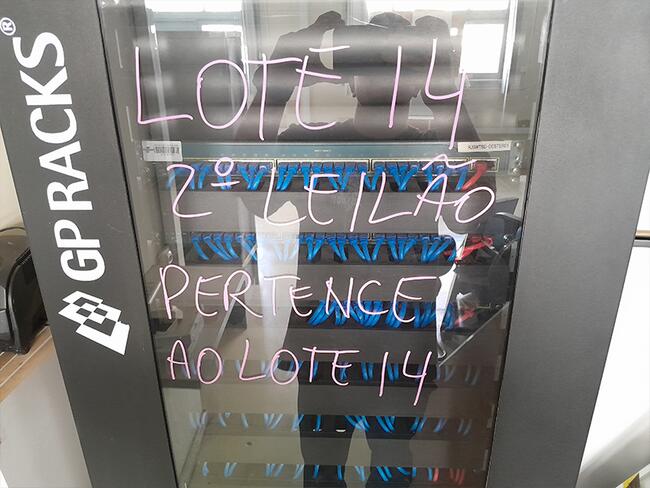 GP RACKS®
LOTE 14
2º LEILÃO
PERTENCE
AO LOTE 14